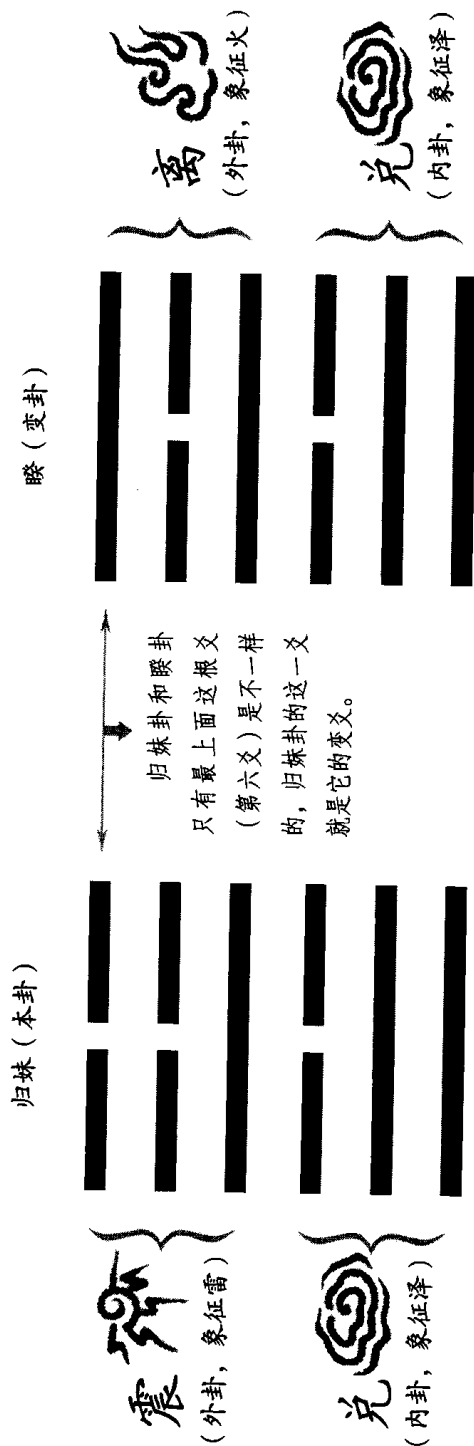 归妹（本卦）
睽（变卦）
震
（外卦，象征雷）
兑
（内卦，象征泽）
归妹卦和睽卦
只有最上面这根爻
（第六爻）是不一样
的，归妹卦的这一爻
就是它的变爻。
离
（外卦，象征火）
兑
（内卦，象征泽）